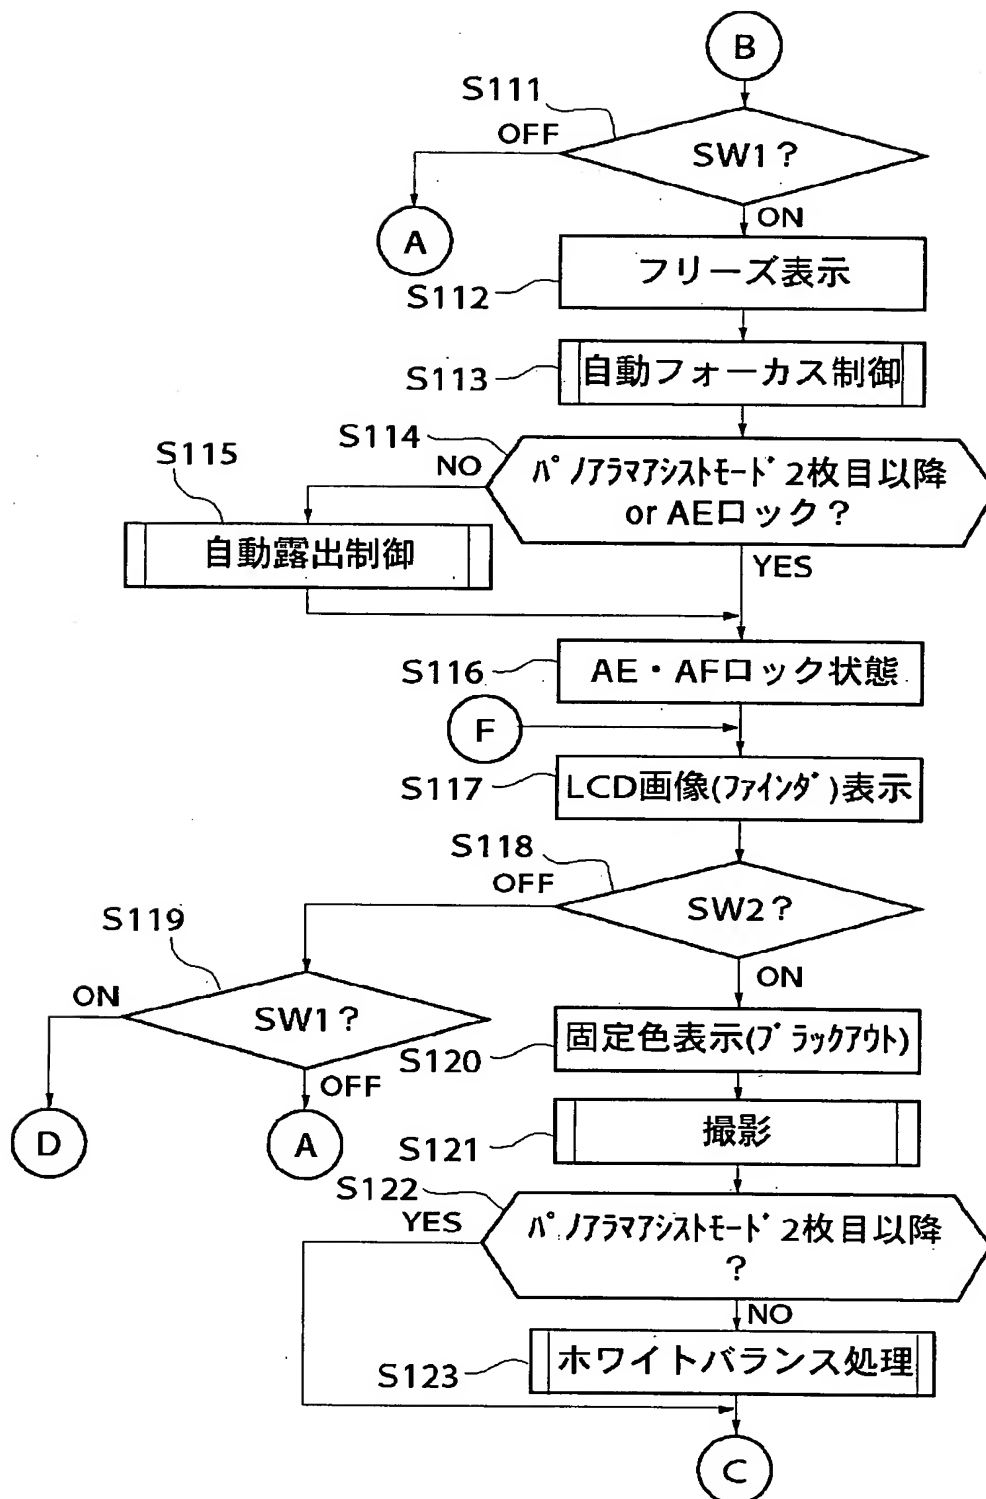 B
S111
OFF
SW1?
ON
A
フリーズ表示
S112
自動フォーカス制御
S113
S114
S115
NO
パノアラマアシストモード2枚目以降
or AEロック?
自動露出制御
YES
AE・AFロック状態
S116
F
LCD画像(ファインダ)表示
S117
S118
OFF
SW2?
S119
ON
ON
SW1?
固定色表示(ブラックアウト)
S120
OFF
D
A
撮影
S121
S122
YES
パノアラマアシストモード2枚目以降
?
NO
ホワイトバランス処理
S123
C